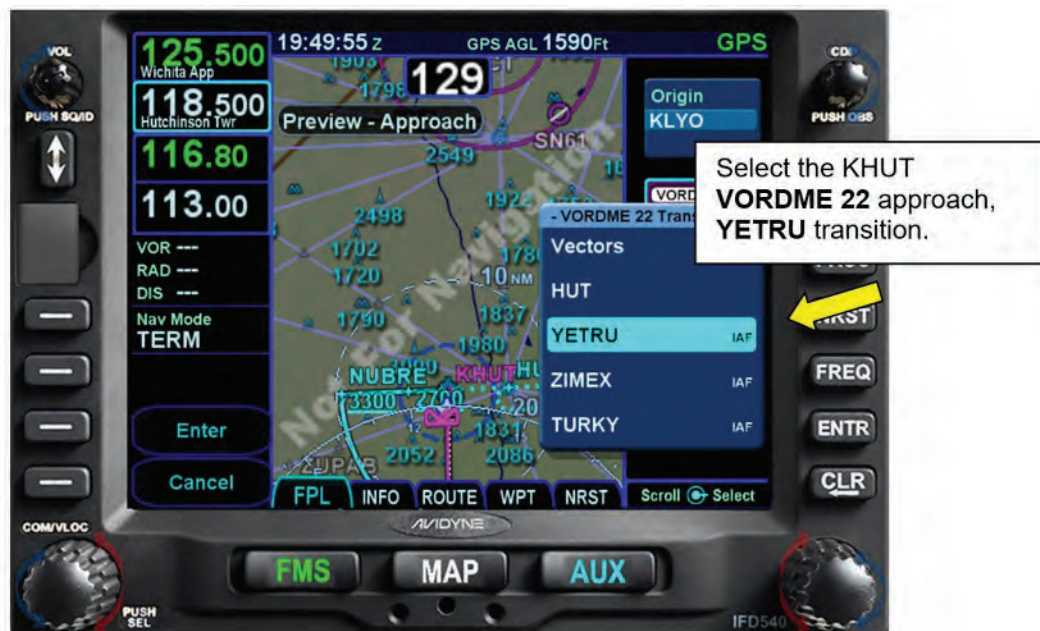 VOL
PUSH SQ/ID
125.500
Wichita App
118.500
Hutchinson Twr
116.80
113.00
VOR ---
RAD ---
DIS ---
Nav Mode
TERM
Enter
Cancel
COM/VLOC
PUSH
SEL
19:49:55 Z
GPS AGL 1590Ft
GPS
129
Preview - Approach
1798
SN61
2549
1922
2498
1702
1720
10 NM
1790
1837
1980
NUBRE
KHUT
3300
2700
20
12
1831
2052
2086
Not For Navigation
Origin
KLYO
- VORDME 22
Vectors
HUT
YETRU IAF
ZIMEX IAF
TURKY IAF
FPL
INFO
ROUTE
WPT
NRST
Scroll Select
Select the KHUT
VORDME 22 approach,
YETRU transition.
CDI
PUSH OBS
NRST
FREQ
ENTR
CLR
AVIDYNE
FMS
MAP
AUX
IFD540